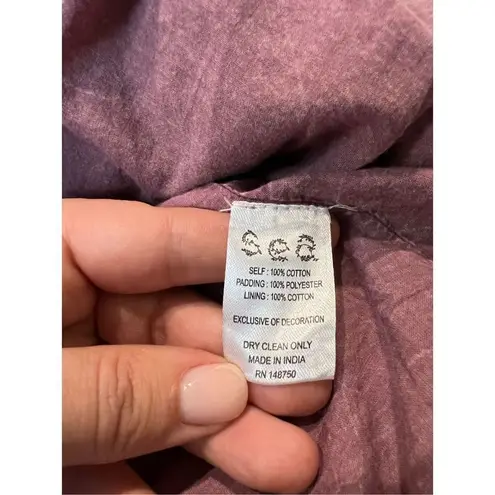 Sea
SELF : 100% COTTON
PADDING : 100% POLYESTER
LINING : 100% COTTON
EXCLUSIVE OF DECORATION
DRY CLEAN ONLY
MADE IN INDIA
RN 148750